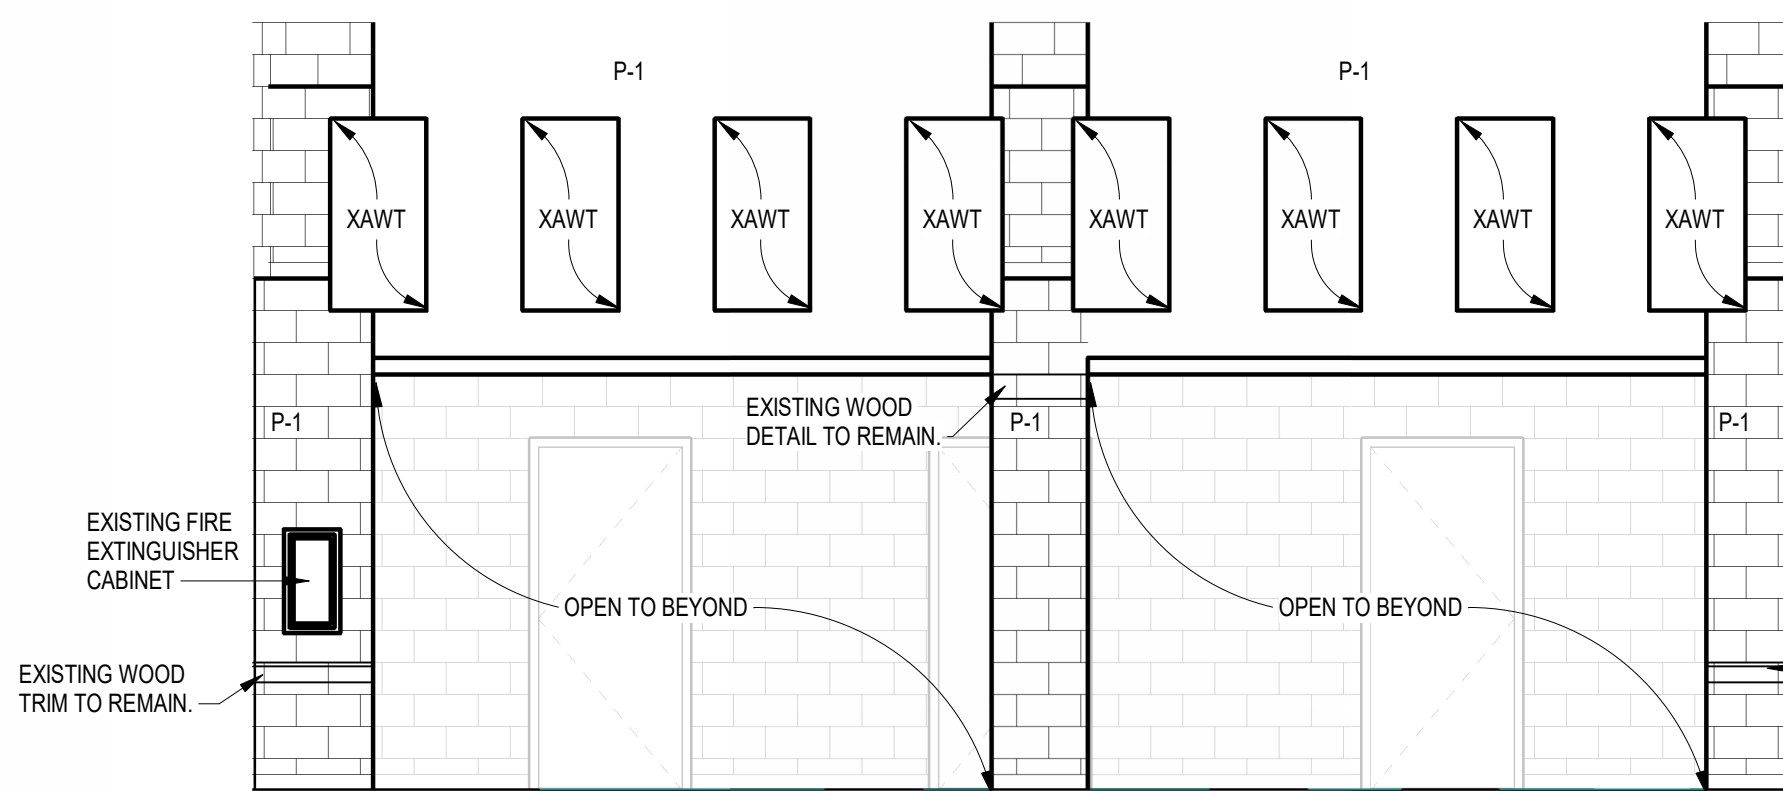 P-1
P-1
XAWT
XAWT
XAWT
XAWT
XAWT
XAWT
XAWT
XAWT
EXISTING WOOD
DETAIL TO REMAIN.
P-1
P-1
P-1
EXISTING FIRE
EXTINGUISHER
CABINET
OPEN TO BEYOND
OPEN TO BEYOND
EXISTING WOOD
TRIM TO REMAIN.